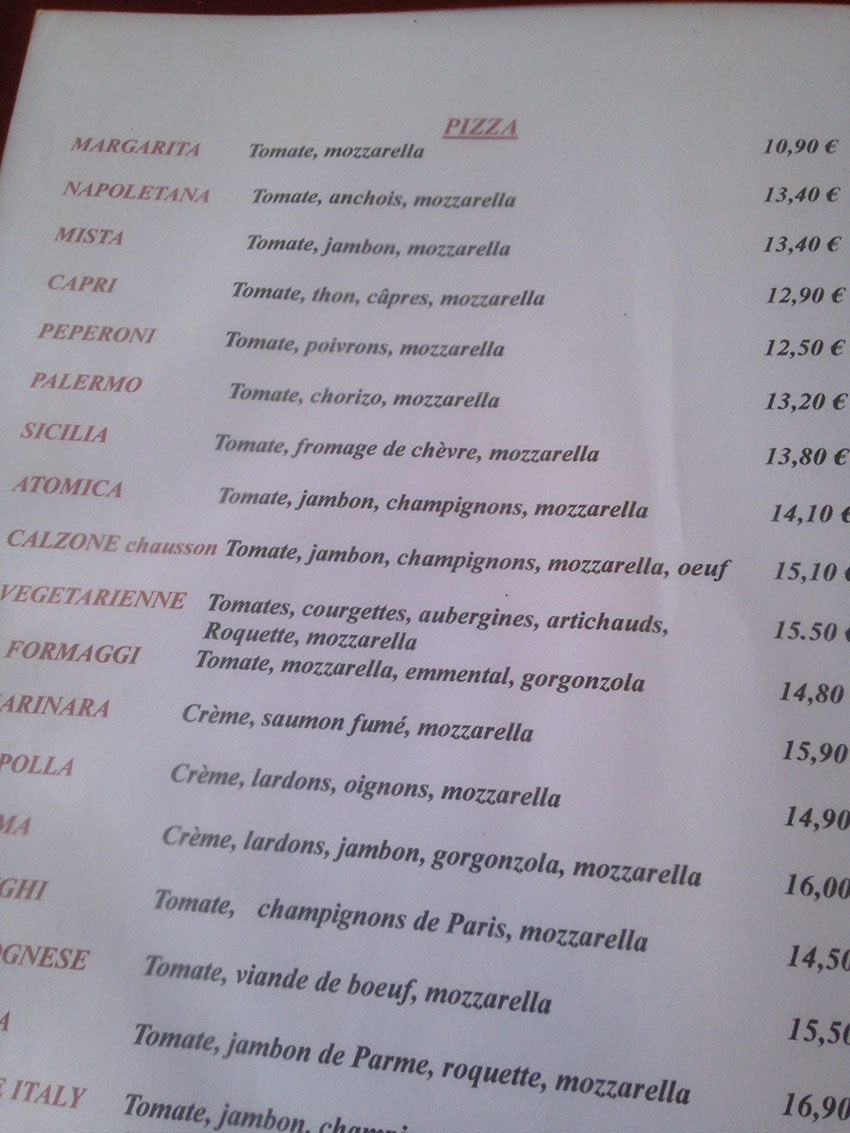 PIZZA
MARGARITA Tomate, mozzarella 10,90 €
NAPOLETANA Tomate, anchois, mozzarella 13,40 €
MISTA Tomate, jambon, mozzarella 13,40 €
CAPRI Tomate, thon, câpres, mozzarella 12,90 €
PEPERONI Tomate, poivrons, mozzarella 12,50 €
PALERMO Tomate, chorizo, mozzarella 13,20 €
SICILIA Tomate, fromage de chèvre, mozzarella 13,80 €
ATOMICA Tomate, jambon, champignons, mozzarella 14,10 €
CALZONE chausson Tomate, jambon, champignons, mozzarella, oeuf 15,10 €
VEGETARIENNE Tomates, courgettes, aubergines, artichauds, 15.50 €
Roquette, mozzarella
FORMAGGI Tomate, mozzarella, emmental, gorgonzola 14,80
ARINARA Crème, saumon fumé, mozzarella 15,90
POLLA Crème, lardons, oignons, mozzarella 14,90
MA Crème, lardons, jambon, gorgonzola, mozzarella 16,00
GHI Tomate, champignons de Paris, mozzarella 14,50
OGNESE Tomate, viande de boeuf, mozzarella 15,50
A Tomate, jambon de Parme, roquette, mozzarella 16,90
E ITALY Tomate, jambon, champi